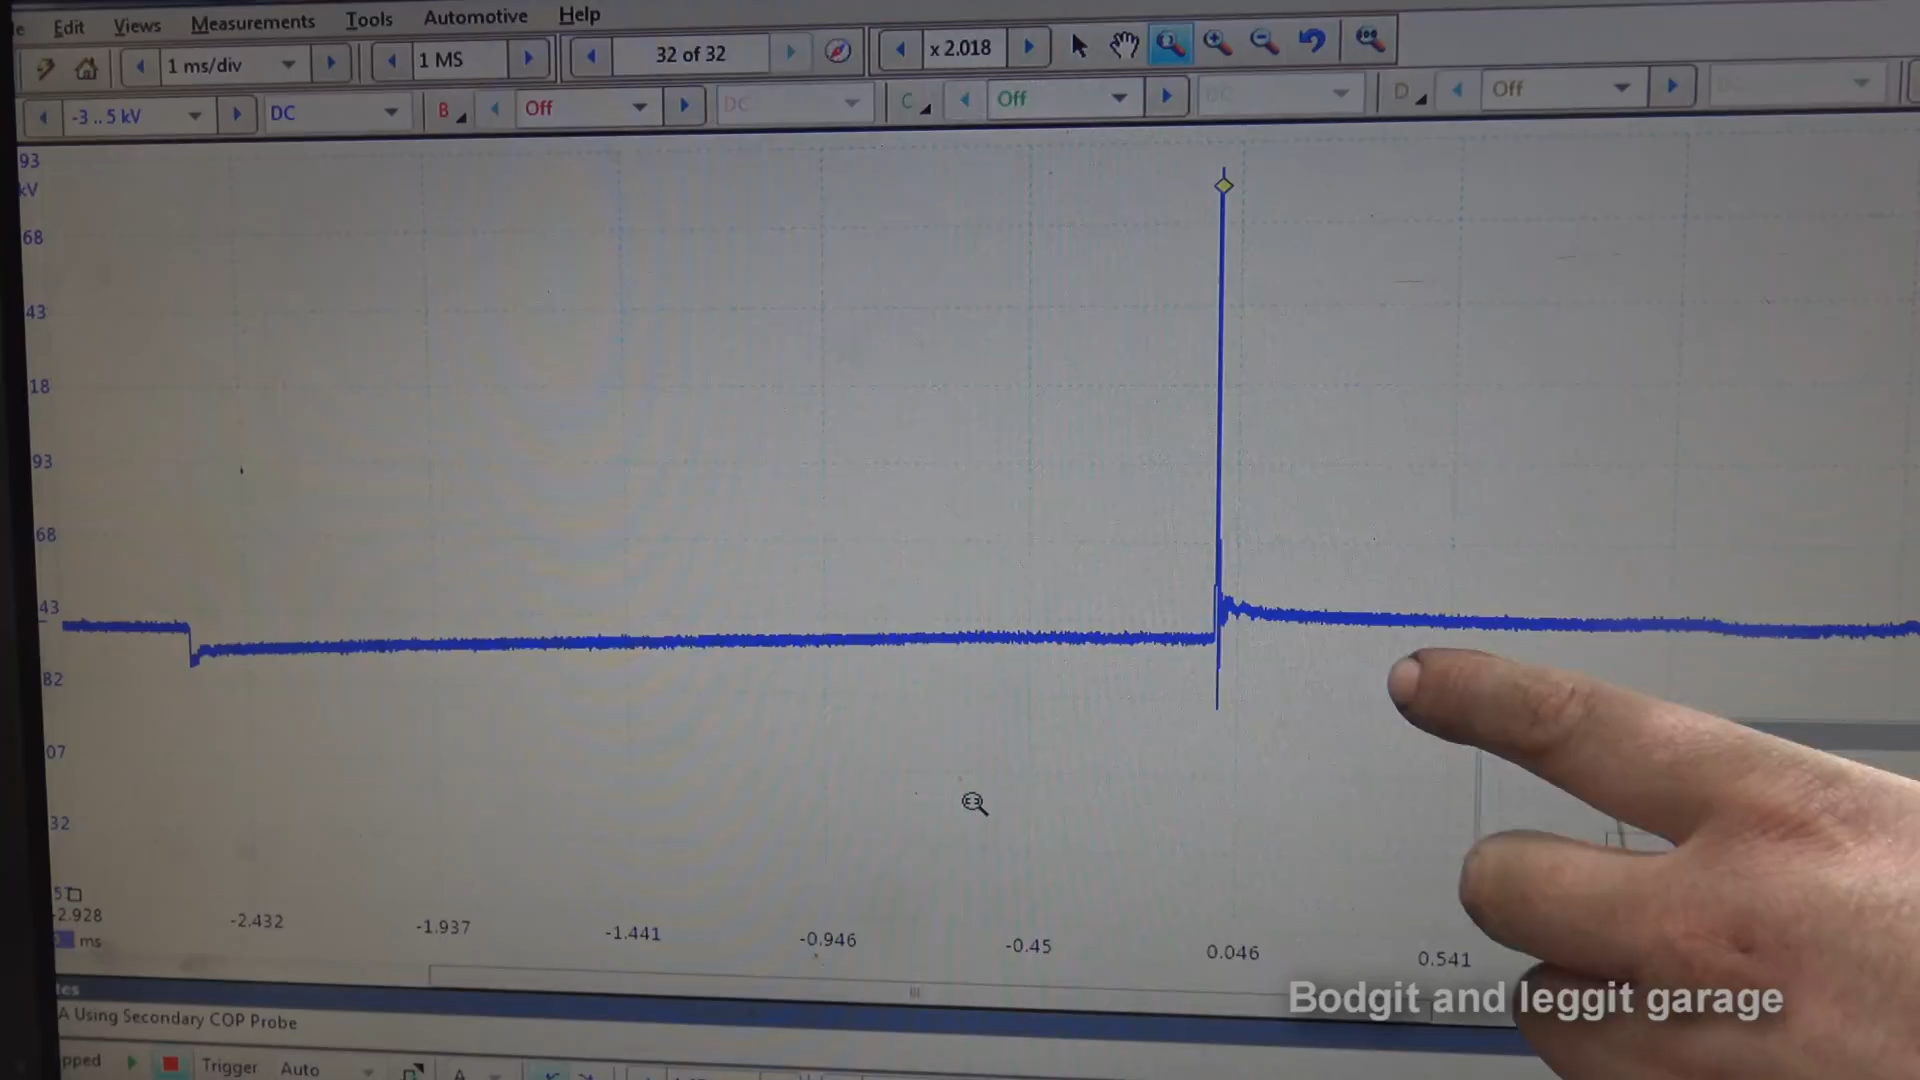 Edit Views Measurements Tools Automotive Help
1 ms/div 1 MS 32 of 32 x 2.018
-3 .. 5 kV DC B Off DC C Off D Off
93
kV
68
43
18
93
68
43
82
07
32
-2.928 -2.432 -1.937 -1.441 -0.946 -0.45 0.046 0.541
ms
A Using Secondary COP Probe
Trigger Auto A
Bodgit and leggit garage